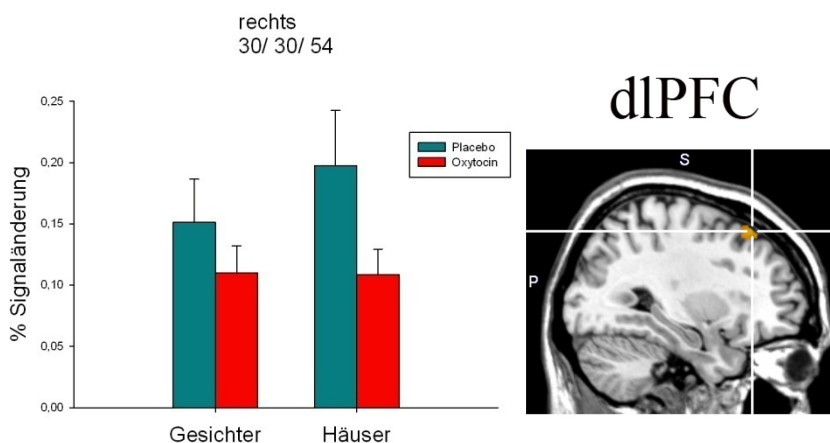 rechts
30/ 30/ 54
dlPFC
% Signaländerung
0,25
0,20
0,15
0,10
0,05
0,00
Placebo
Oxytocin
Gesichter
Häuser
S
P